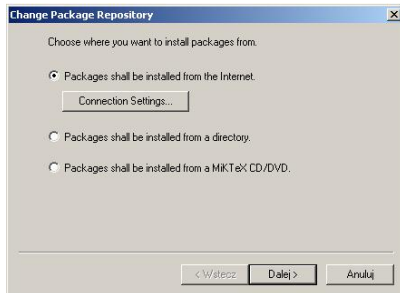 Change Package Repository
Choose where you want to install packages from.
Packages shall be installed from the Internet.
Connection Settings...
Packages shall be installed from a directory.
Packages shall be installed from a MiKTeX CD/DVD.
< Wstecz Dalej > Anuluj